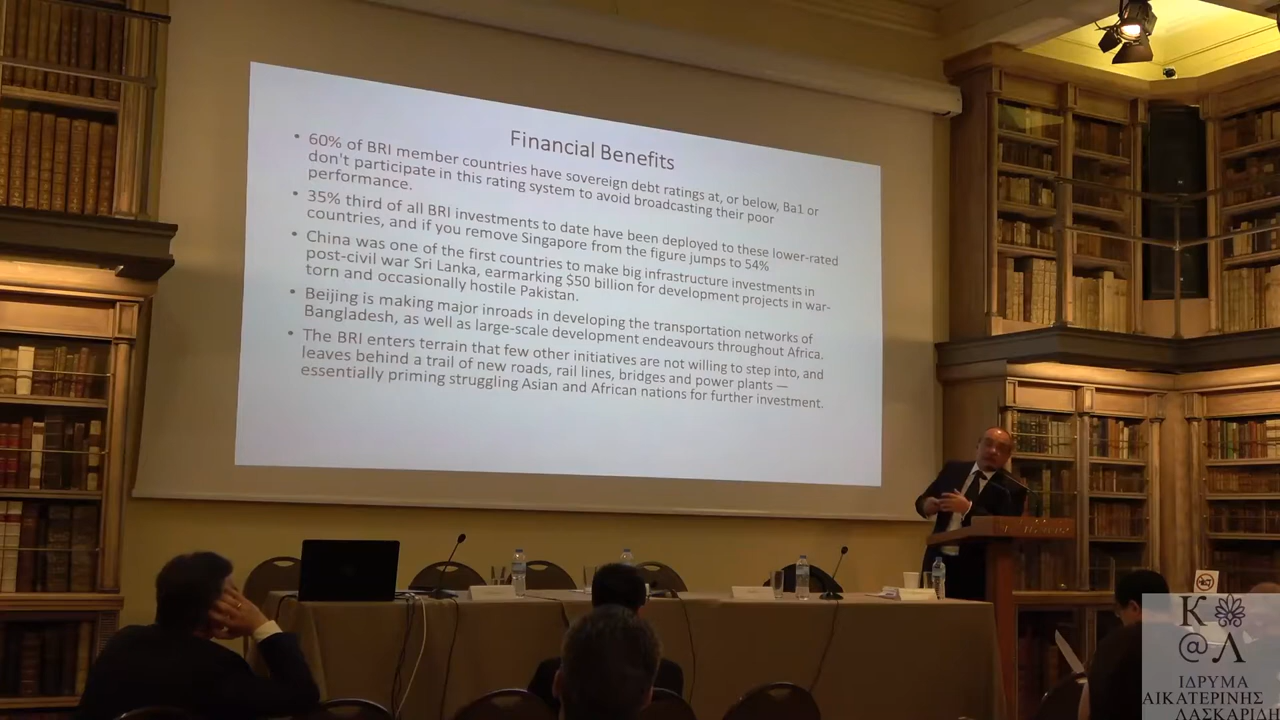 Financial Benefits
• 60% of BRI member countries have sovereign debt ratings at, or below, Ba1 or
don't participate in this rating system to avoid broadcasting their poor
performance.
• 35% third of all BRI investments to date have been deployed to these lower-rated
countries, and if you remove Singapore from the figure jumps to 54%
• China was one of the first countries to make big infrastructure investments in
post-civil war Sri Lanka, earmarking $50 billion for development projects in war-
torn and occasionally hostile Pakistan.
• Beijing is making major inroads in developing the transportation networks of
Bangladesh, as well as large-scale development endeavours throughout Africa.
• The BRI enters terrain that few other initiatives are not willing to step into, and
leaves behind a trail of new roads, rail lines, bridges and power plants —
essentially priming struggling Asian and African nations for further investment.
Κ
@Λ
ΙΔΡΥΜΑ
ΑΙΚΑΤΕΡΙΝΗΣ
ΛΑΣΚΑΡΙΔΗ